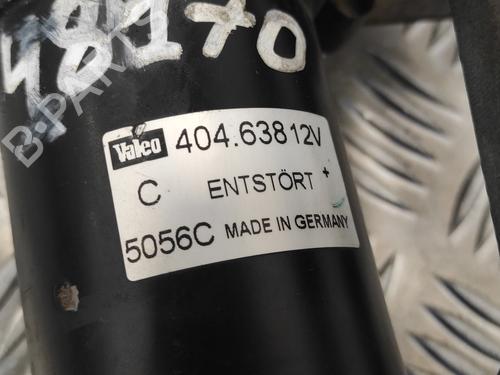 48170
B-PARTS
Valeo 404.638 12V
C ENTSTÖRT +
5056C MADE IN GERMANY